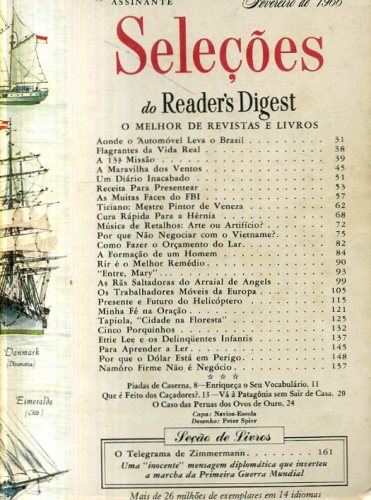 ASSINANTE
Fevereiro de 1966
Seleções
do Reader's Digest
O MELHOR DE REVISTAS E LIVROS
Aonde o Automóvel Leva o Brasil 31
Flagrantes da Vida Real 38
A 13ª Missão 39
A Maravilha dos Ventos 45
Um Diário Inacabado 51
Receita Para Presentear 53
As Muitas Faces do FBI 57
Ticiano: Mestre Pintor de Veneza 62
Cura Rápida Para a Hérnia 68
Música de Retalhos: Arte ou Artifício? 72
Por que Não Negociar com o Vietname? 75
Como Fazer o Orçamento do Lar 82
A Formação de um Homem 84
Rir é o Melhor Remédio 90
"Entre, Mary" 93
As Rãs Saltadoras do Arraial de Angels 99
Os Trabalhadores Móveis da Europa 105
Presente e Futuro do Helicóptero 115
Minha Fé na Oração 121
Tapiola, "Cidade na Floresta" 125
Cinco Porquinhos 132
Ettie Lee e os Delinqüentes Infantis 137
Para Aprender a Ler 145
Por que o Dólar Está em Perigo 148
Namôro Firme Não é Negócio 157
* * *
Piadas de Caserna, 8—Enriqueça o Seu Vocabulário, 11
Que é Feito dos Caçadores?, 13—Vá à Patagônia sem Sair de Casa, 20
O Caso das Peruas dos Ovos de Ouro, 24
Capa: Navios-Escola
Desenho: Peter Spier
Danmark
(Dinamarca)
Esmeralda
(Chile)
Seção de Livros
O Telegrama de Zimmermann 161
Uma "inocente" mensagem diplomática que inverteu
a marcha da Primeira Guerra Mundial
Mais de 26 milhões de exemplares em 14 idiomas